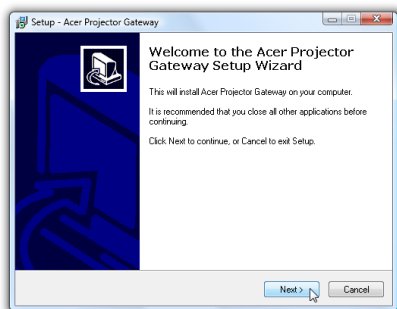 Setup - Acer Projector Gateway
Welcome to the Acer Projector
Gateway Setup Wizard
This will install Acer Projector Gateway on your computer.
It is recommended that you close all other applications before
continuing.
Click Next to continue, or Cancel to exit Setup.
Next >
Cancel